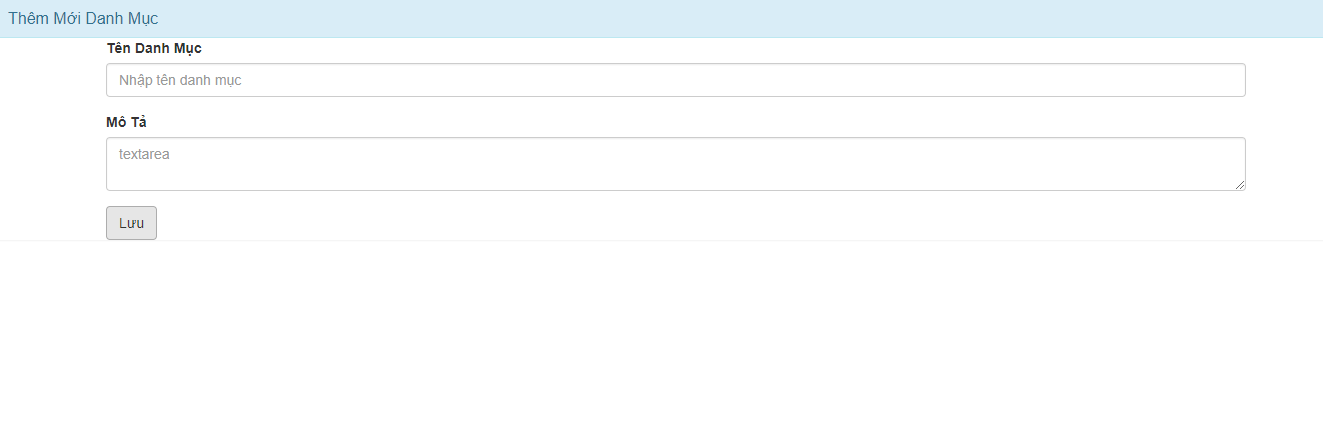 Thêm Mới Danh Mục
Tên Danh Mục
Nhập tên danh mục
Mô Tả
textarea
Lưu